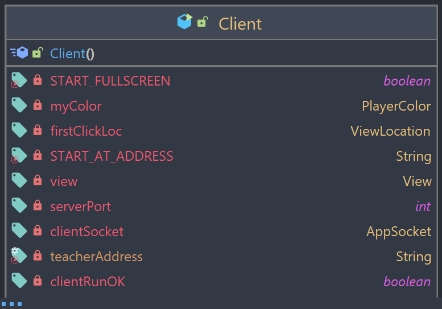 Client
Client()
START_FULLSCREEN boolean
myColor PlayerColor
firstClickLoc ViewLocation
START_AT_ADDRESS String
view View
serverPort int
clientSocket AppSocket
teacherAddress String
clientRunOK boolean